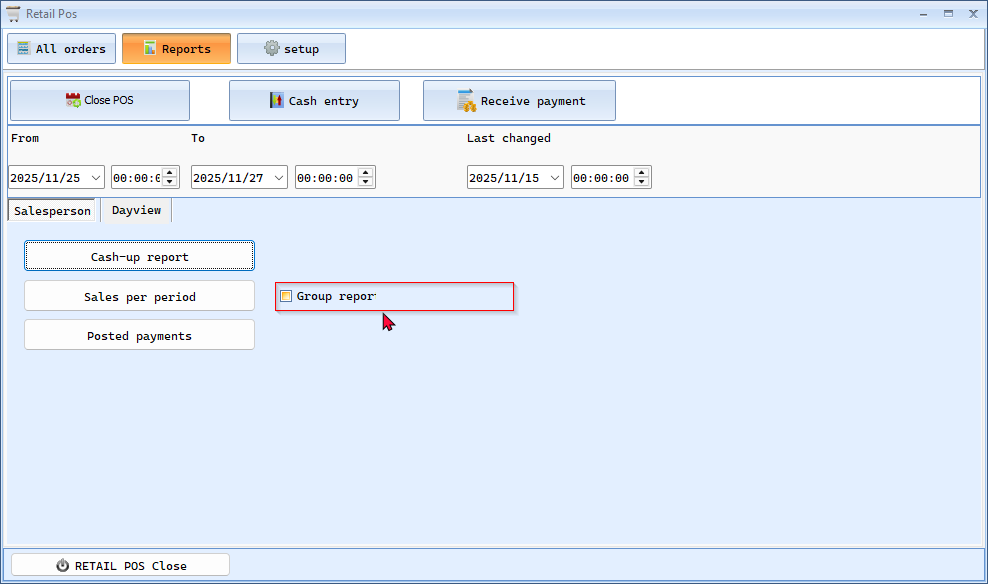 Retail Pos
All orders Reports setup
Close POS Cash entry Receive payment
From To Last changed
2025/11/25 00:00:0 2025/11/27 00:00:00 2025/11/15 00:00:00
Salesperson Dayview
Cash-up report
Sales per period Group repor
Posted payments
RETAIL POS Close